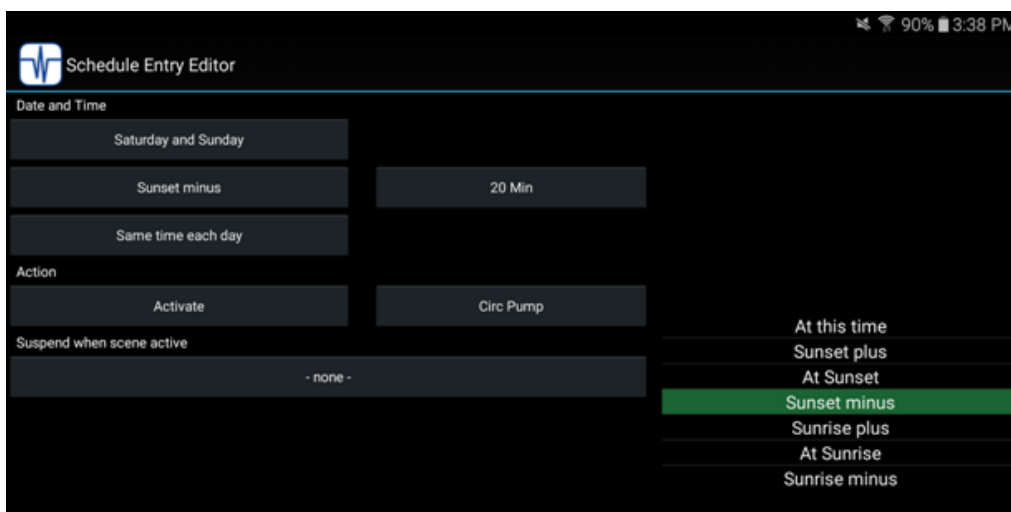 90% 3:38 PM
Schedule Entry Editor
Date and Time
Saturday and Sunday
Sunset minus 20 Min
Same time each day
Action
Activate Circ Pump
Suspend when scene active
- none -
At this time
Sunset plus
At Sunset
Sunset minus
Sunrise plus
At Sunrise
Sunrise minus